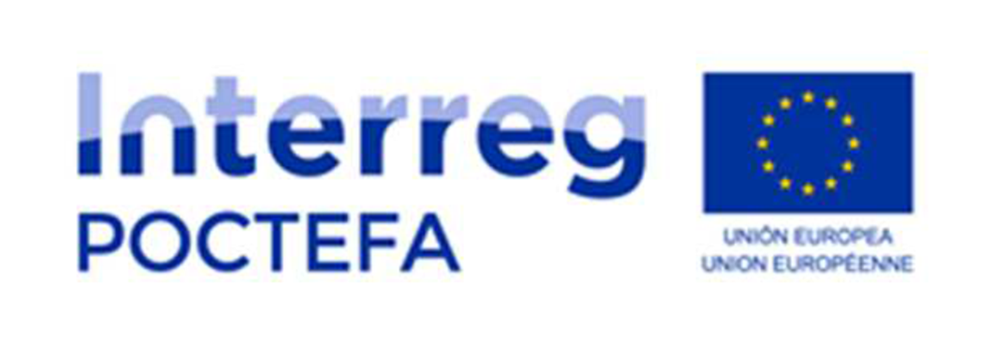 Interreg
POCTEFA
UNIÓN EUROPEA
UNION EUROPÉENNE